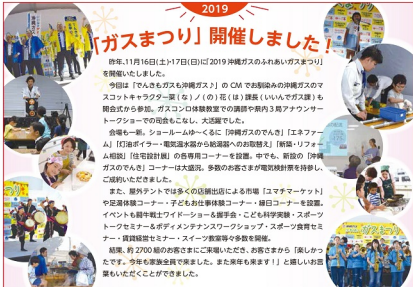 2019
「ガスまつり」開催しました！
昨年、11月16日(土)・17日(日)に「2019 沖縄ガスのふれあいガスまつり」
を開催いたしました。
今回は「でんきもガスも沖縄ガス♪」の CM でお馴染みの沖縄ガスのマ
スコットキャラクター菜(な)ノ(の)花(は)課長(いいんでガス課)も
開会式から参加。ガスコンロ体験教室での講師や県内3局アナウンサー
トークショーでの司会もこなし、大活躍でした。
会場も一新。ショールームゆ〜くるに「沖縄ガスのでんき」「エネファー
ム」「灯油ボイラー・電気温水器から給湯器へのお取替え」「新築・リフォー
ム相談」「住宅設計展」の各専用コーナーを設置。中でも、新設の「沖縄
ガスのでんき」コーナーは大盛況。多数のお客さまが電気検針票を持参し、
ご成約いただきました。
また、屋外テントでは多くの店舗出店による市場「ユマチマーケット」
や足湯体験コーナー・子どもお仕事体験コーナー・縁日コーナーを設置。
イベントも闘牛戦士ワイドーショー＆握手会・こども科学実験・スポーツ
トークセミナー＆ボディメンテナンスワークショップ・スポーツ食育セミ
ナー・賃貸経営セミナー・スイーツ教室等々多数を開催。
結果、約 2700 組のお客さまにご来場いただき、お客さまから「楽しかっ
たです。今年も家族全員で来ました。また来年も来ます！」と嬉しいお言
葉もいただくことができました。